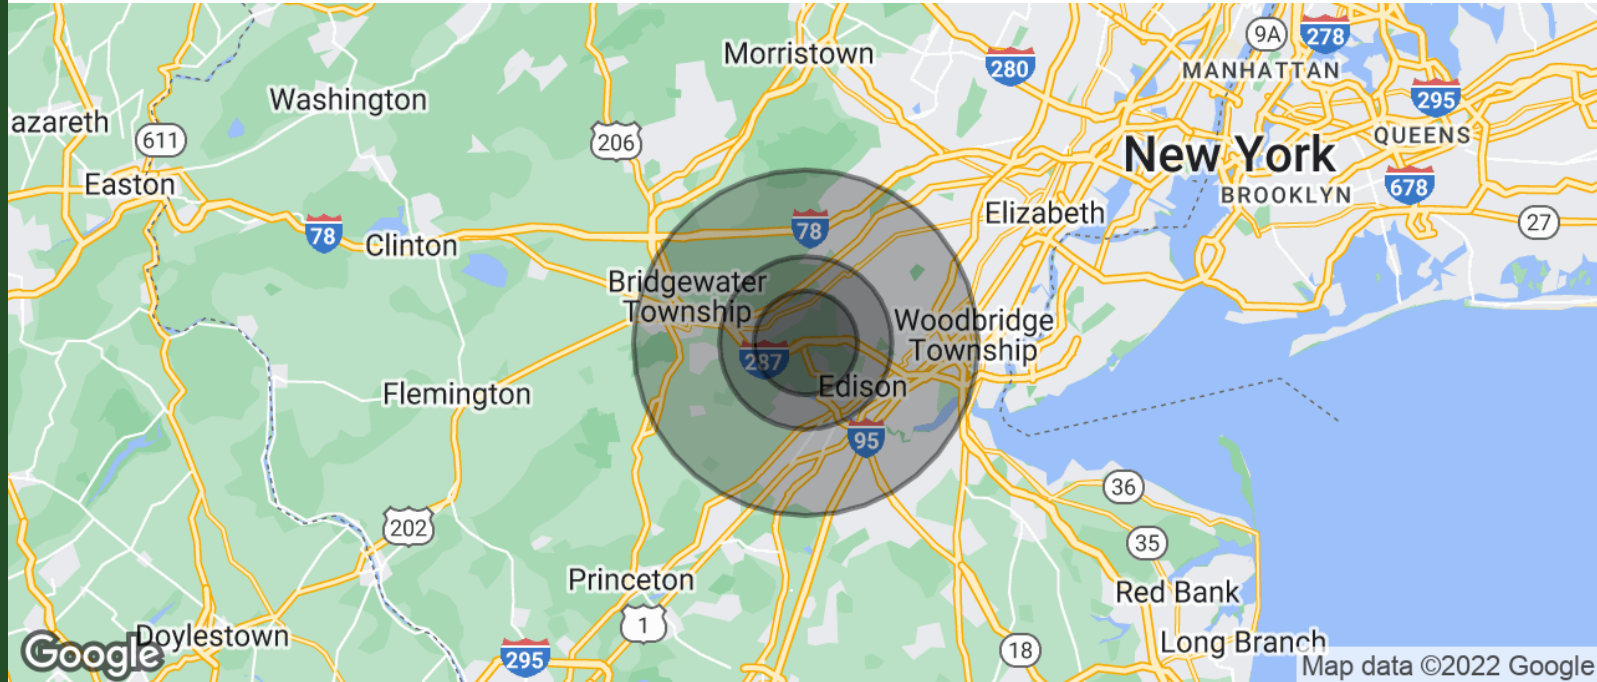 Morristown
280
9A
278
MANHATTAN
295
Washington
azareth
611
206
QUEENS
New York
Easton
678
BROOKLYN
Elizabeth
27
78
78
Clinton
Bridgewater
Township
Woodbridge
Township
287
Edison
Flemington
95
36
202
35
Princeton
Red Bank
1
Doylestown
Long Branch
18
295
Google
Map data ©2022 Google